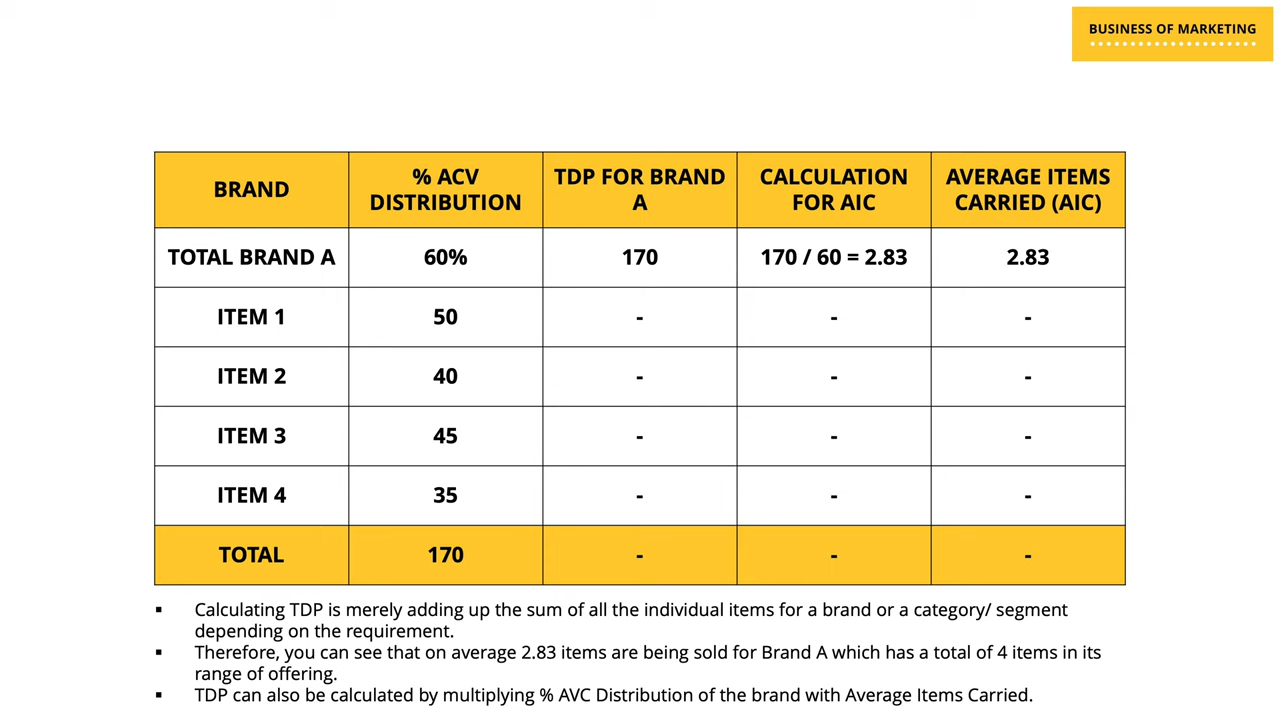 BUSINESS OF MARKETING
BRAND
% ACV
DISTRIBUTION
TDP FOR BRAND
A
CALCULATION
FOR AIC
AVERAGE ITEMS
CARRIED (AIC)
TOTAL BRAND A 60% 170 170 / 60 = 2.83 2.83
ITEM 1 50 - - -
ITEM 2 40 - - -
ITEM 3 45 - - -
ITEM 4 35 - - -
TOTAL 170 - - -
▪ Calculating TDP is merely adding up the sum of all the individual items for a brand or a category/ segment
depending on the requirement.
▪ Therefore, you can see that on average 2.83 items are being sold for Brand A which has a total of 4 items in its
range of offering.
▪ TDP can also be calculated by multiplying % AVC Distribution of the brand with Average Items Carried.